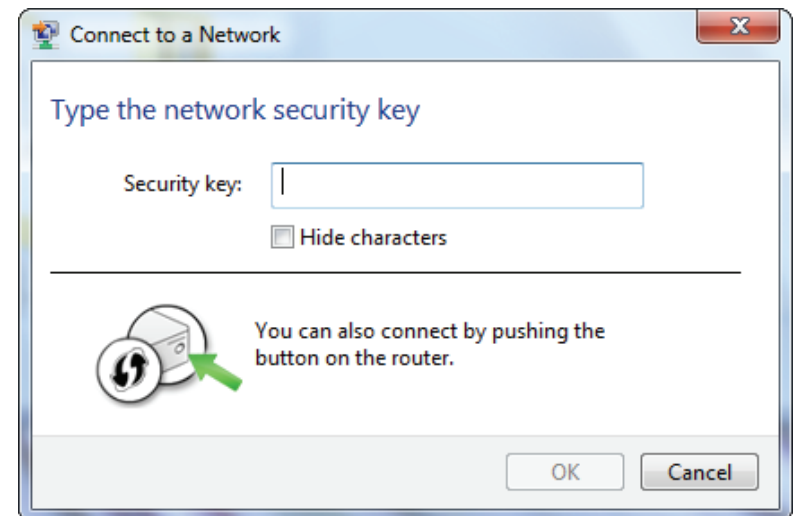 Connect to a Network
Type the network security key
Security key:
Hide characters
You can also connect by pushing the
button on the router.
OK
Cancel